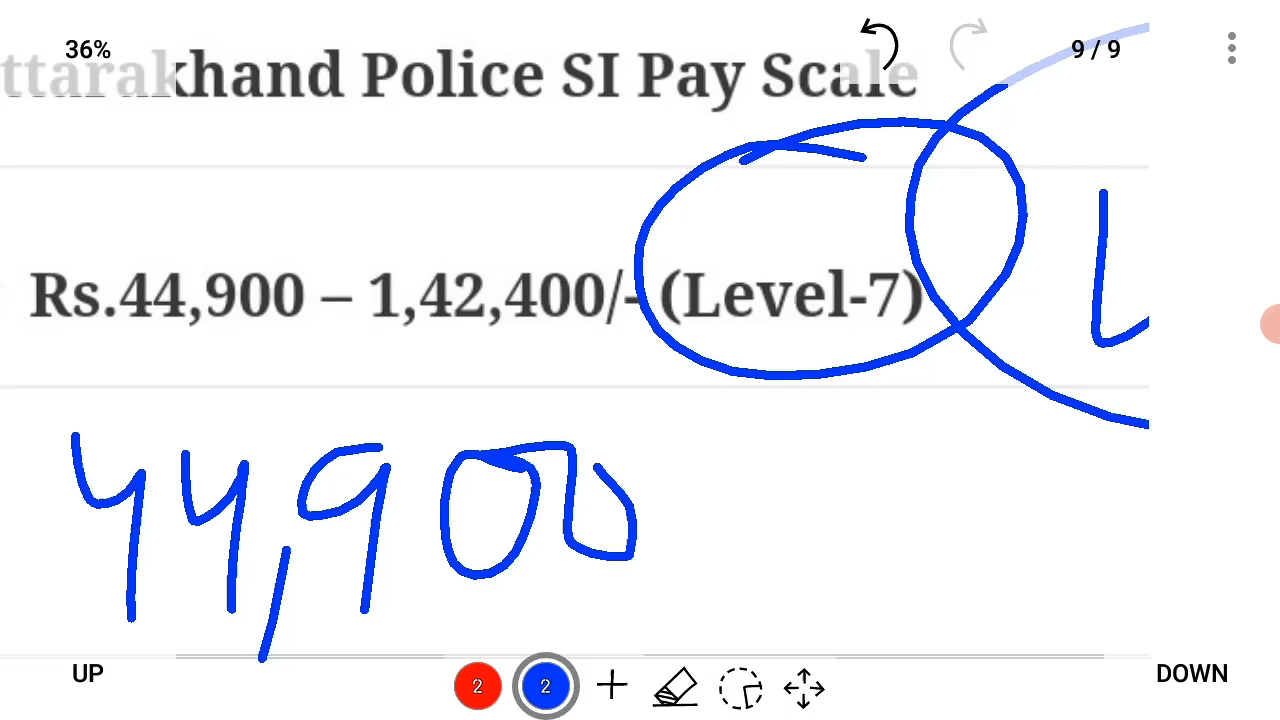 36%
9 / 9
ttarakhand Police SI Pay Scale
Rs.44,900 – 1,42,400/- (Level-7)
44,900
UP
2
2
DOWN